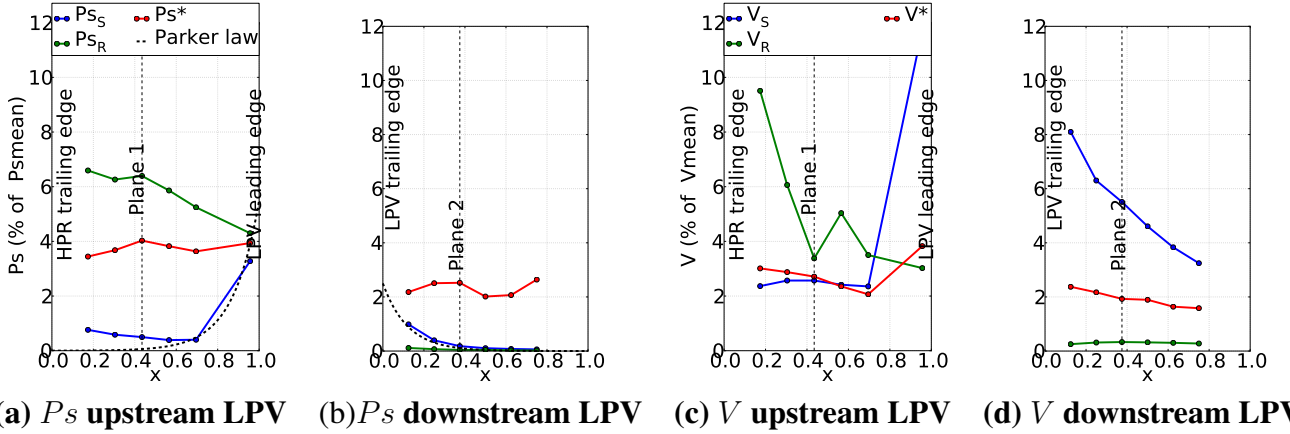 Ps_S Ps*
Ps_R Parker law
Ps (% of Psmean)
12
10
8
6
4
2
0
HPR trailing edge
Plane 1
LPV leading edge
0.0 0.2 0.4 0.6 0.8 1.0
x
12
10
8
6
4
2
0
LPV trailing edge
Plane 2
0.0 0.2 0.4 0.6 0.8 1.0
x
V_S V*
V_R
V (% of Vmean)
12
10
8
6
4
2
0
HPR trailing edge
Plane 1
LPV leading edge
0.0 0.2 0.4 0.6 0.8 1.0
x
12
10
8
6
4
2
0
LPV trailing edge
Plane 2
0.0 0.2 0.4 0.6 0.8 1.0
x
(a) Ps upstream LPV
(b)Ps downstream LPV
(c) V upstream LPV
(d) V downstream LPV